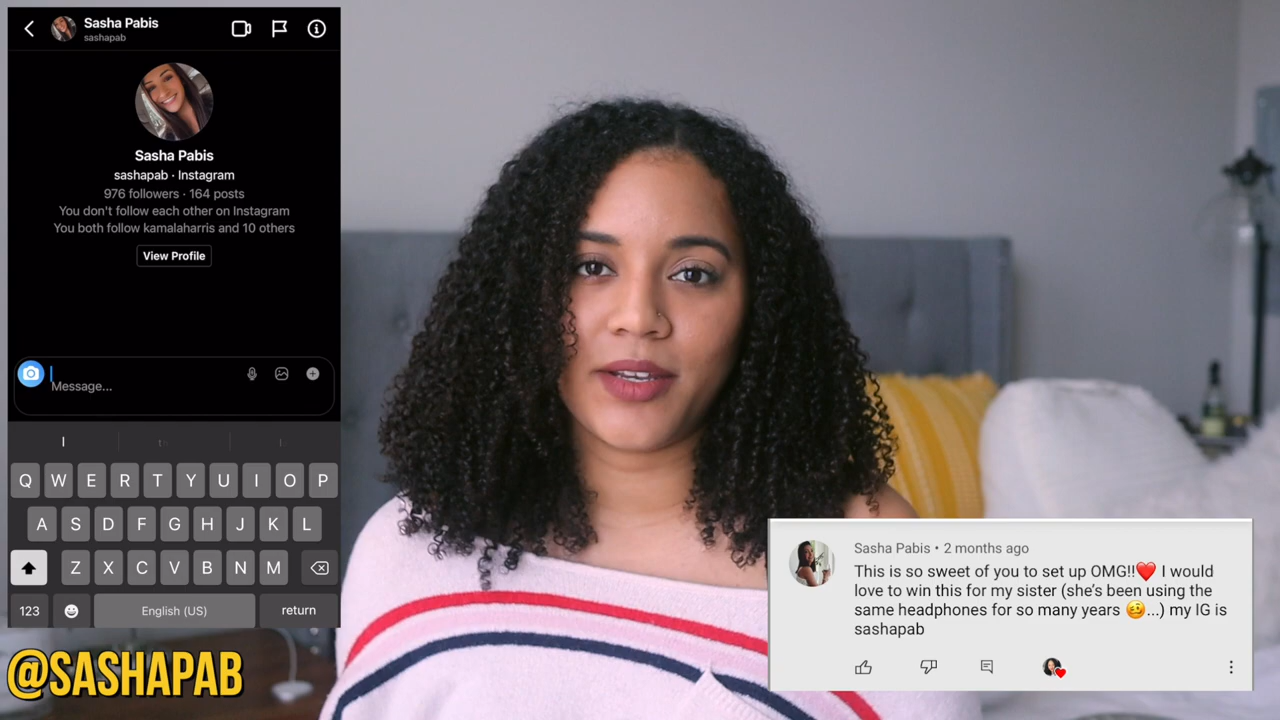 Sasha Pabis
sashapab
Sasha Pabis
sashapab · Instagram
976 followers · 164 posts
You don't follow each other on Instagram
You both follow kamalaharris and 10 others
View Profile
Message...
I
Q W E R T Y U I O P
A S D F G H J K L
Z X C V B N M
123
English (US)
return
@SASHAPAB
Sasha Pabis • 2 months ago
This is so sweet of you to set up OMG!!❤️ I would
love to win this for my sister (she's been using the
same headphones for so many years 🥴...) my IG is
sashapab